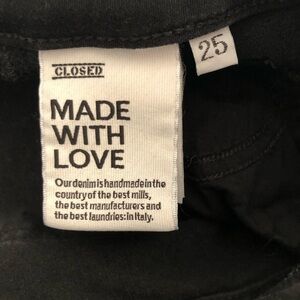 CLOSED
25
MADE
WITH
LOVE
Our denim is handmade in the
country of the best mills,
the best manufacturers and
the best laundries: in Italy.